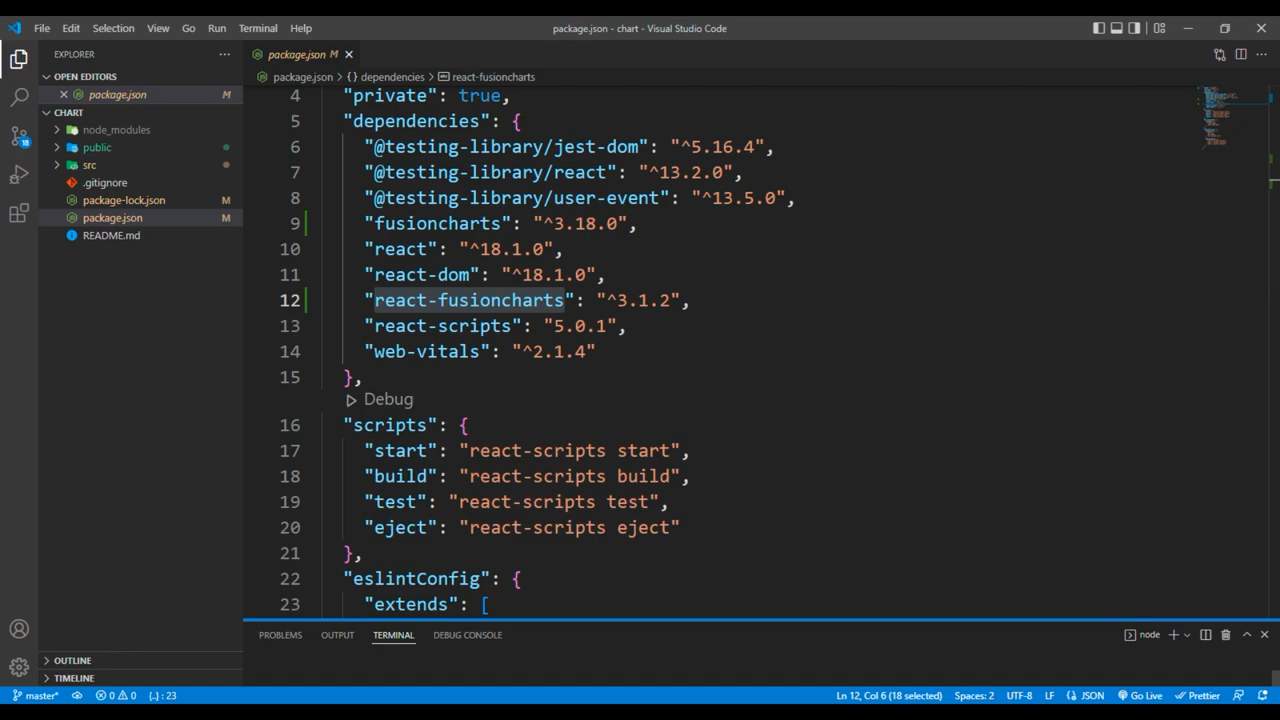 File Edit Selection View Go Run Terminal Help package.json - chart - Visual Studio Code
EXPLORER
OPEN EDITORS
package.json M
CHART
node_modules
public
src
.gitignore
package-lock.json M
package.json M
README.md
OUTLINE
TIMELINE
package.json M
package.json > {} dependencies > abc react-fusioncharts
4 "private": true,
5 "dependencies": {
6 "@testing-library/jest-dom": "^5.16.4",
7 "@testing-library/react": "^13.2.0",
8 "@testing-library/user-event": "^13.5.0",
9 "fusioncharts": "^3.18.0",
10 "react": "^18.1.0",
11 "react-dom": "^18.1.0",
12 "react-fusioncharts": "^3.1.2",
13 "react-scripts": "5.0.1",
14 "web-vitals": "^2.1.4"
15 },
Debug
16 "scripts": {
17 "start": "react-scripts start",
18 "build": "react-scripts build",
19 "test": "react-scripts test",
20 "eject": "react-scripts eject"
21 },
22 "eslintConfig": {
23 "extends": [
PROBLEMS OUTPUT TERMINAL DEBUG CONSOLE node
18
master* 0 0 {..} : 23 Ln 12, Col 6 (18 selected) Spaces: 2 UTF-8 LF JSON Go Live Prettier